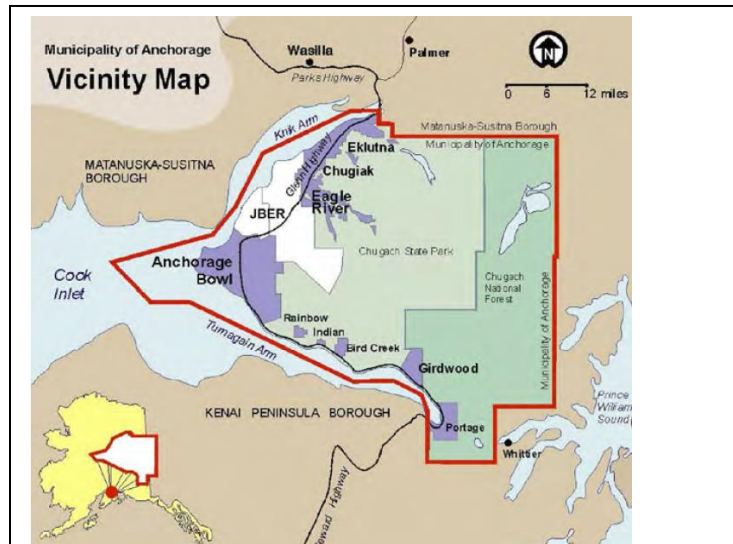 Municipality of Anchorage
Vicinity Map
Wasilla
Palmer
Parks Highway
N
0 6 12 miles
Knik Arm
Matanuska-Susitna Borough
Municipality of Anchorage
Eklutna
Glenn Highway
Chugiak
MATANUSKA-SUSITNA
BOROUGH
Eagle
River
JBER
Chugach State Park
Anchorage
Bowl
Cook
Inlet
Chugach
National
Forest
Municipality of Anchorage
Rainbow
Indian
Bird Creek
Turnagain Arm
Girdwood
KENAI PENINSULA BOROUGH
Portage
Prince
William
Sound
Whittier
Highway